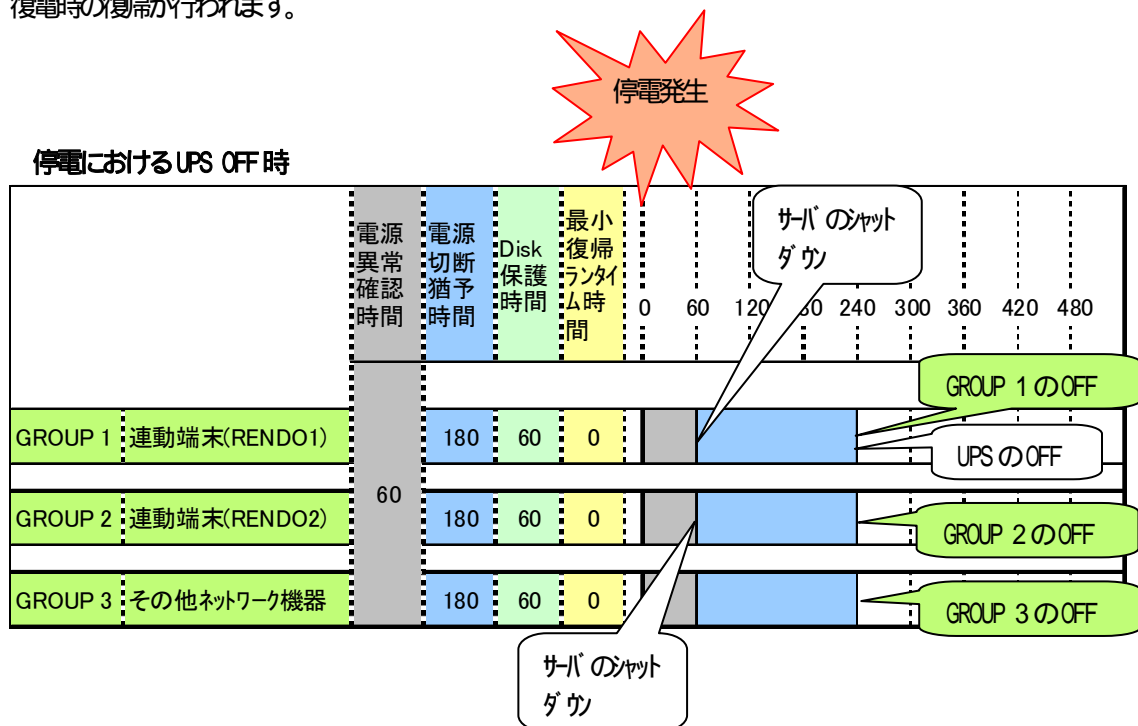 復電時の復帰が行われます。
停電発生
停電におけるUPS OFF時
電源
異常
確認
時間
電源
切断
猶予
時間
Disk
保護
時間
最小
復帰
ランタイ
ム時
間
0 60 120 240 300 360 420 480
サーバのシャット
ダウン
GROUP 1 連動端末(RENDO1) 180 60 0
GROUP 1のOFF
UPSのOFF
60
GROUP 2 連動端末(RENDO2) 180 60 0
GROUP 2のOFF
GROUP 3 その他ネットワーク機器 180 60 0
GROUP 3のOFF
サーバのシャット
ダウン